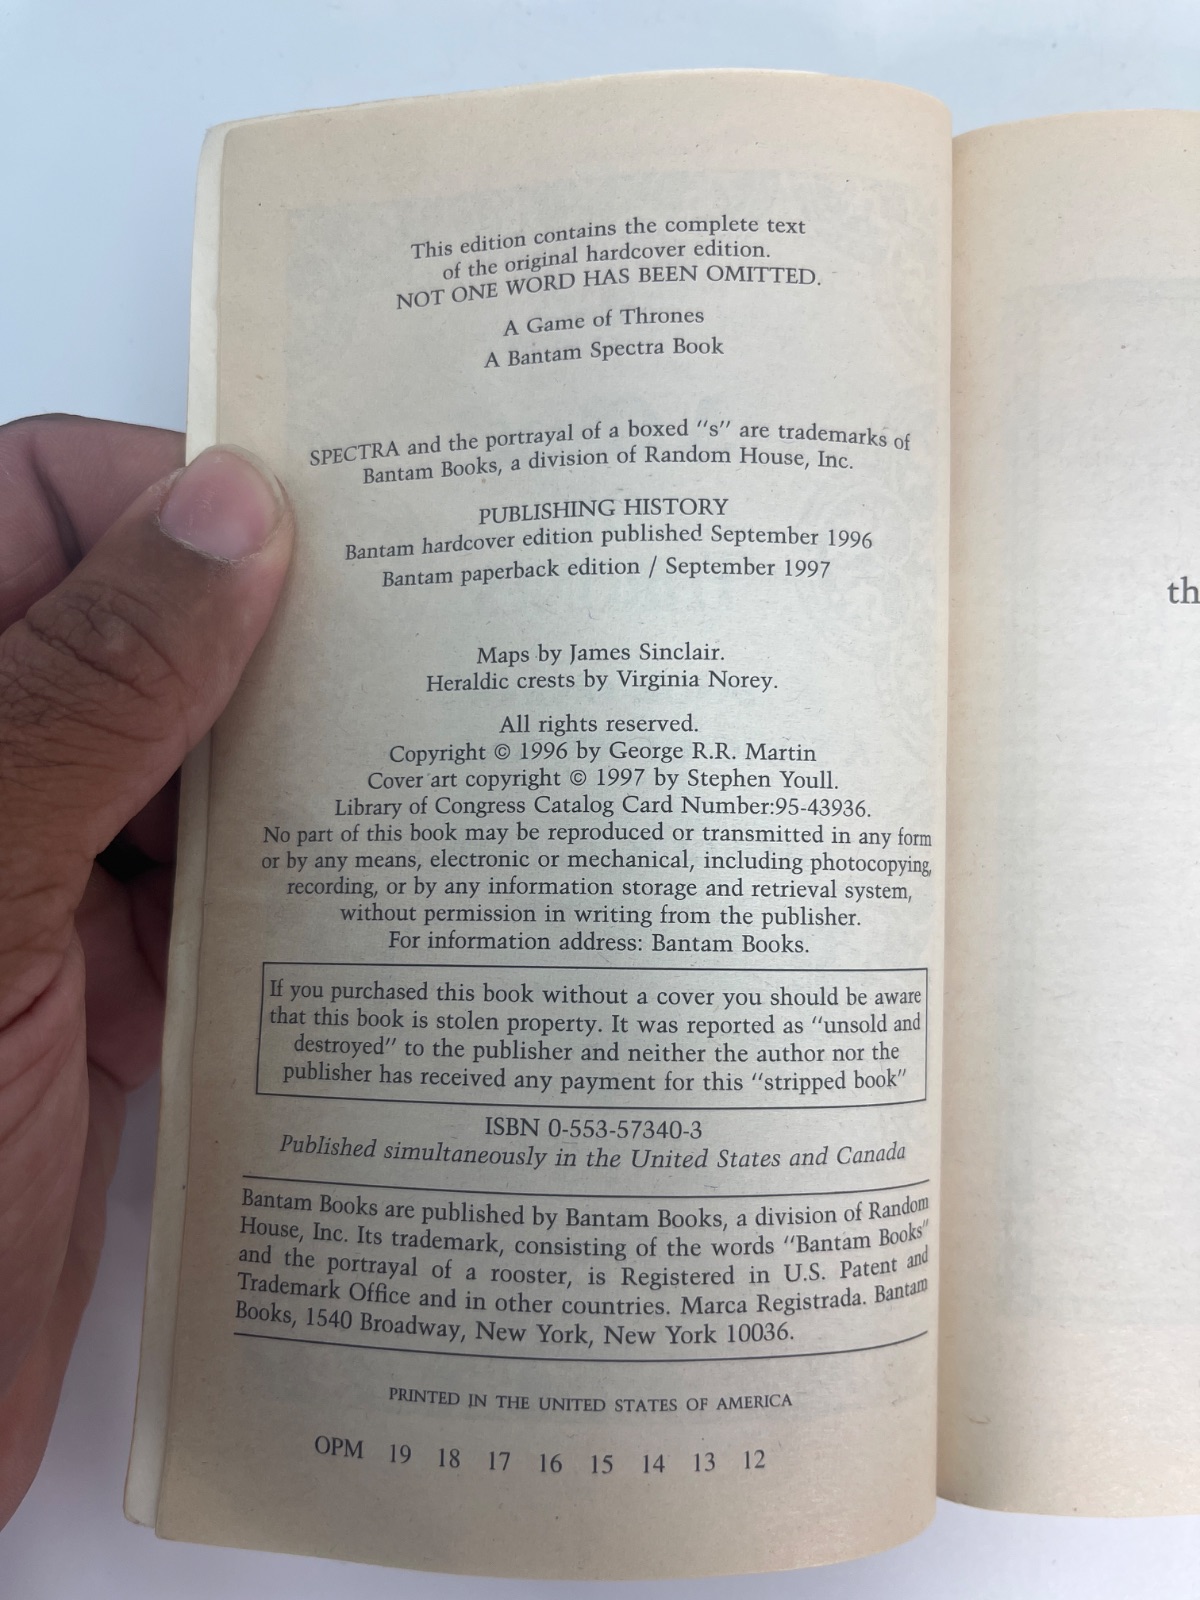 This edition contains the complete text
of the original hardcover edition.
NOT ONE WORD HAS BEEN OMITTED.
A Game of Thrones
A Bantam Spectra Book
SPECTRA and the portrayal of a boxed "s" are trademarks of
Bantam Books, a division of Random House, Inc.
PUBLISHING HISTORY
Bantam hardcover edition published September 1996
Bantam paperback edition / September 1997
Maps by James Sinclair.
Heraldic crests by Virginia Norey.
All rights reserved.
Copyright © 1996 by George R.R. Martin
Cover art copyright © 1997 by Stephen Youll.
Library of Congress Catalog Card Number:95-43936.
No part of this book may be reproduced or transmitted in any form
or by any means, electronic or mechanical, including photocopying,
recording, or by any information storage and retrieval system,
without permission in writing from the publisher.
For information address: Bantam Books.
If you purchased this book without a cover you should be aware
that this book is stolen property. It was reported as "unsold and
destroyed" to the publisher and neither the author nor the
publisher has received any payment for this "stripped book"
ISBN 0-553-57340-3
Published simultaneously in the United States and Canada
Bantam Books are published by Bantam Books, a division of Random
House, Inc. Its trademark, consisting of the words "Bantam Books"
and the portrayal of a rooster, is Registered in U.S. Patent and
Trademark Office and in other countries. Marca Registrada. Bantam
Books, 1540 Broadway, New York, New York 10036.
PRINTED IN THE UNITED STATES OF AMERICA
OPM 19 18 17 16 15 14 13 12
th